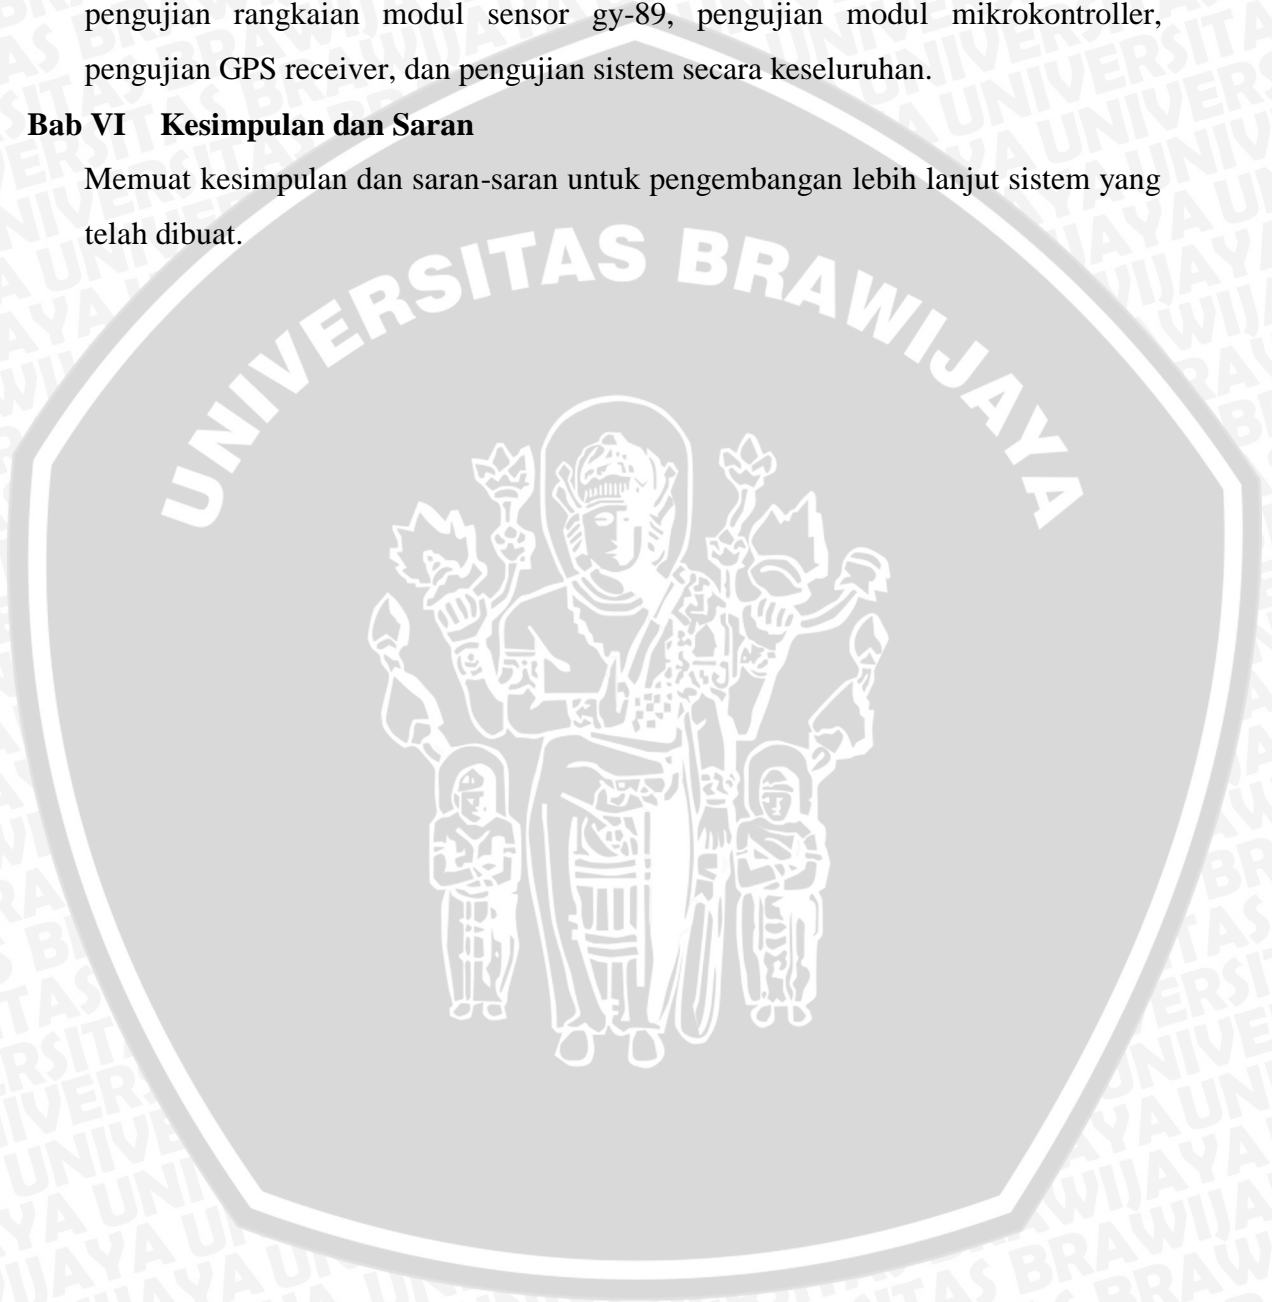 pengujian rangkaian modul sensor gy-89, pengujian modul mikrokontroller,
pengujian GPS receiver, dan pengujian sistem secara keseluruhan.
Bab VI Kesimpulan dan Saran
Memuat kesimpulan dan saran-saran untuk pengembangan lebih lanjut sistem yang
telah dibuat.
UNIVERSITAS BRAWIJAYA